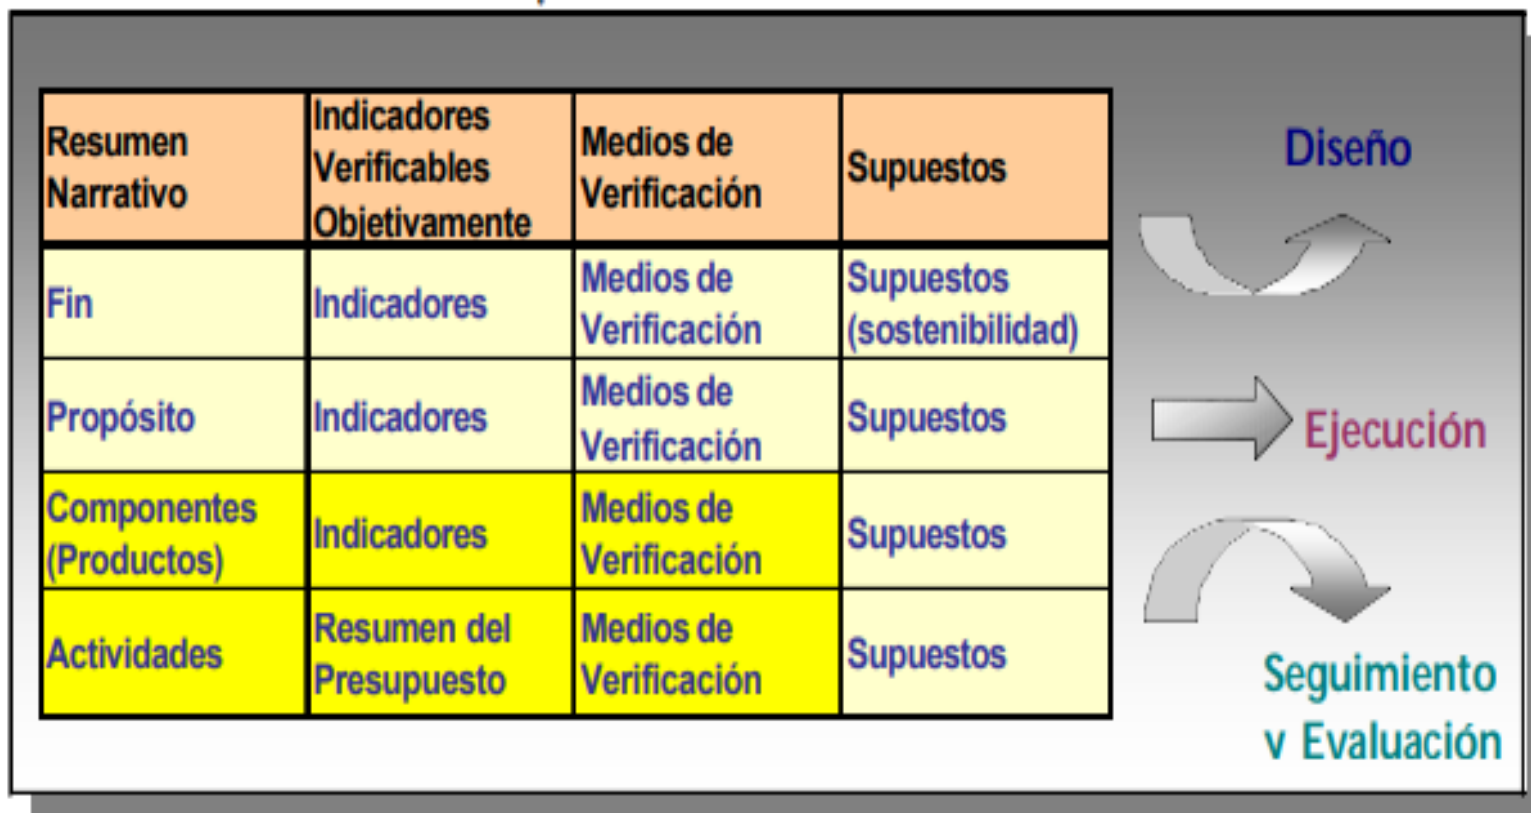 Resumen
Narrativo
Indicadores
Verificables
Objetivamente
Medios de
Verificación
Supuestos
Fin
Indicadores
Medios de
Verificación
Supuestos
(sostenibilidad)
Propósito
Indicadores
Medios de
Verificación
Supuestos
Componentes
(Productos)
Indicadores
Medios de
Verificación
Supuestos
Actividades
Resumen del
Presupuesto
Medios de
Verificación
Supuestos
Diseño
Ejecución
Seguimiento
y Evaluación